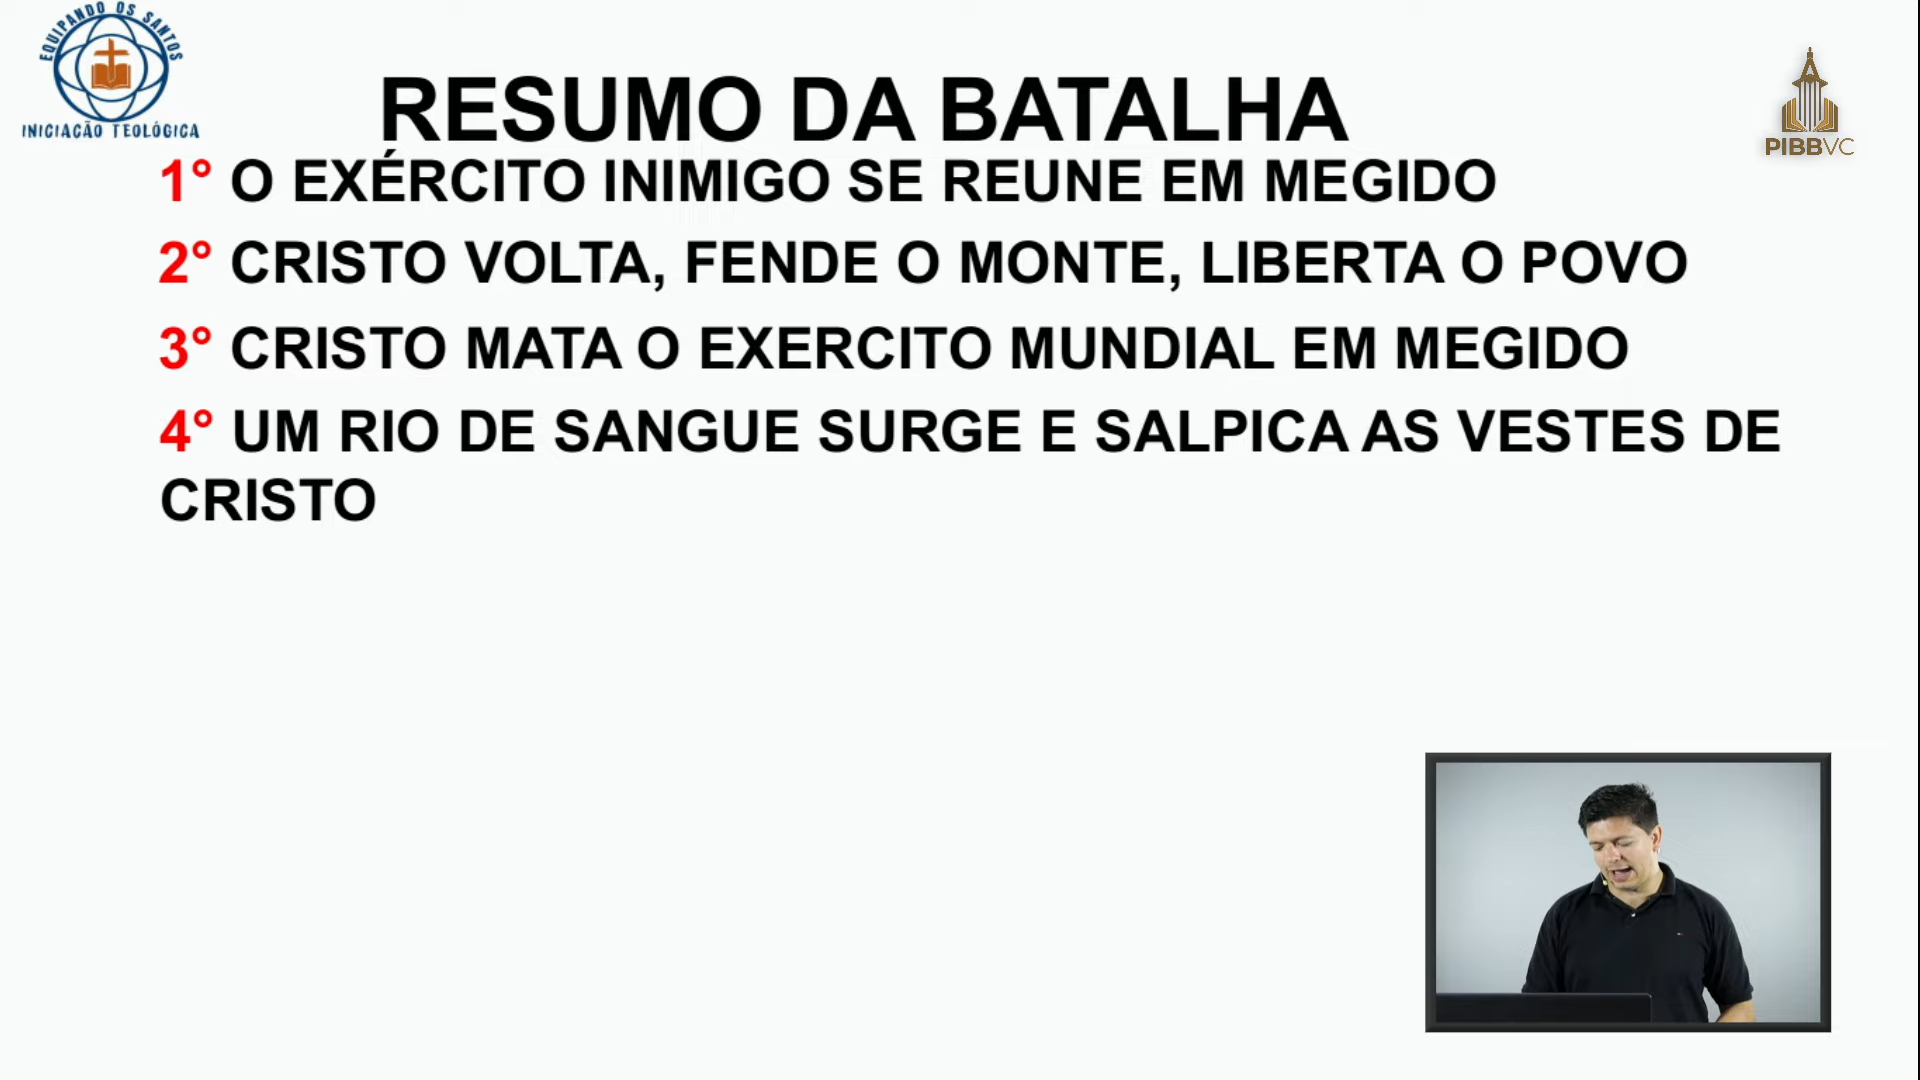 EQUIPANDO OS SANTOS
INICIAÇÃO TEOLÓGICA
PIBBVC
RESUMO DA BATALHA
1° O EXÉRCITO INIMIGO SE REUNE EM MEGIDO
2° CRISTO VOLTA, FENDE O MONTE, LIBERTA O POVO
3° CRISTO MATA O EXERCITO MUNDIAL EM MEGIDO
4° UM RIO DE SANGUE SURGE E SALPICA AS VESTES DE
CRISTO